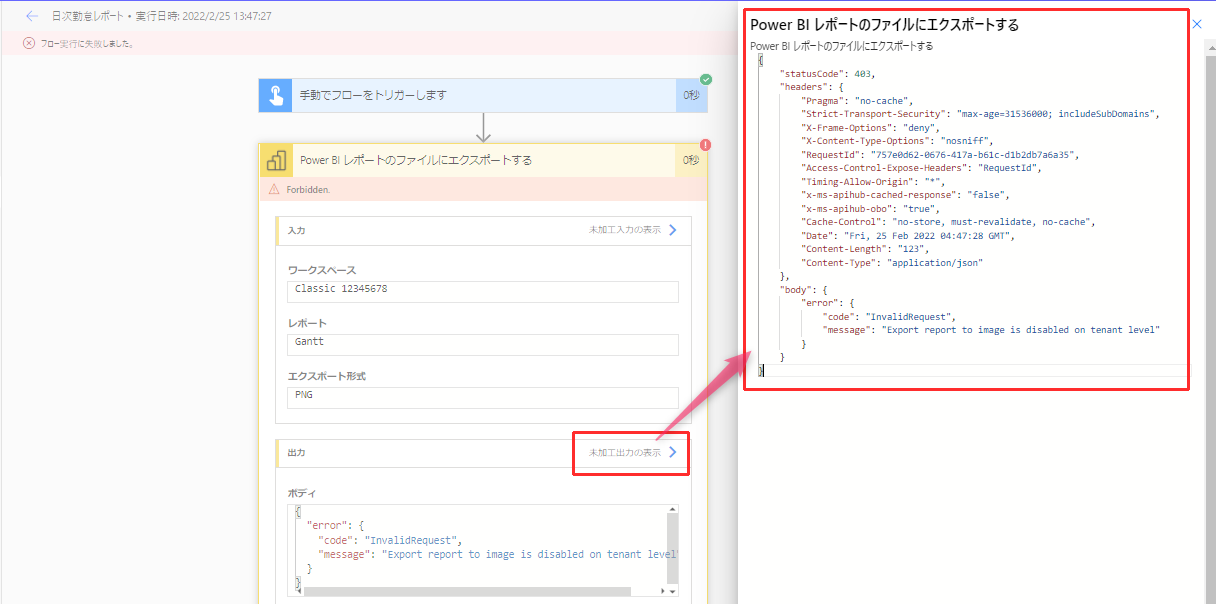 日次勤怠レポート • 実行日時: 2022/2/25 13:47:27
フロー実行に失敗しました。
手動でフローをトリガーします
0秒
Power BI レポートのファイルにエクスポートする
0秒
Forbidden.
入力
未加工入力の表示
ワークスペース
Classic 12345678
レポート
Gantt
エクスポート形式
PNG
出力
未加工出力の表示
ボディ
{
"error": {
"code": "InvalidRequest",
"message": "Export report to image is disabled on tenant level"
}
}
Power BI レポートのファイルにエクスポートする
Power BI レポートのファイルにエクスポートする
{
"statusCode": 403,
"headers": {
"Pragma": "no-cache",
"Strict-Transport-Security": "max-age=31536000; includeSubDomains",
"X-Frame-Options": "deny",
"X-Content-Type-Options": "nosniff",
"RequestId": "757e0d62-0676-417a-b61c-d1b2db7a6a35",
"Access-Control-Expose-Headers": "RequestId",
"Timing-Allow-Origin": "*",
"x-ms-apihub-cached-response": "false",
"x-ms-apihub-obo": "true",
"Cache-Control": "no-store, must-revalidate, no-cache",
"Date": "Fri, 25 Feb 2022 04:47:28 GMT",
"Content-Length": "123",
"Content-Type": "application/json"
},
"body": {
"error": {
"code": "InvalidRequest",
"message": "Export report to image is disabled on tenant level"
}
}
}